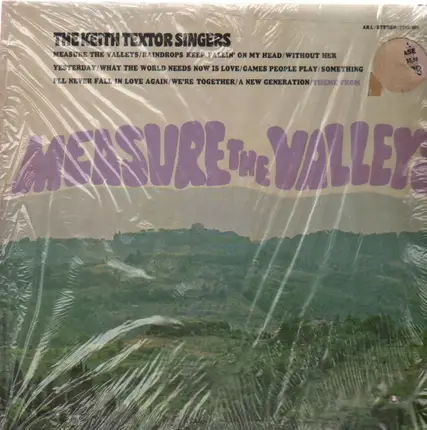 THE KEITH TEXTOR SINGERS
MEASURE THE VALLEYS/RAINDROPS KEEP FALLIN' ON MY HEAD/WITHOUT HER
YESTERDAY/WHAT THE WORLD NEEDS NOW IS LOVE/GAMES PEOPLE PLAY/SOMETHING
I'LL NEVER FALL IN LOVE AGAIN/WE'RE TOGETHER/A NEW GENERATION/THEME FROM
MEASURE THE VALLEYS